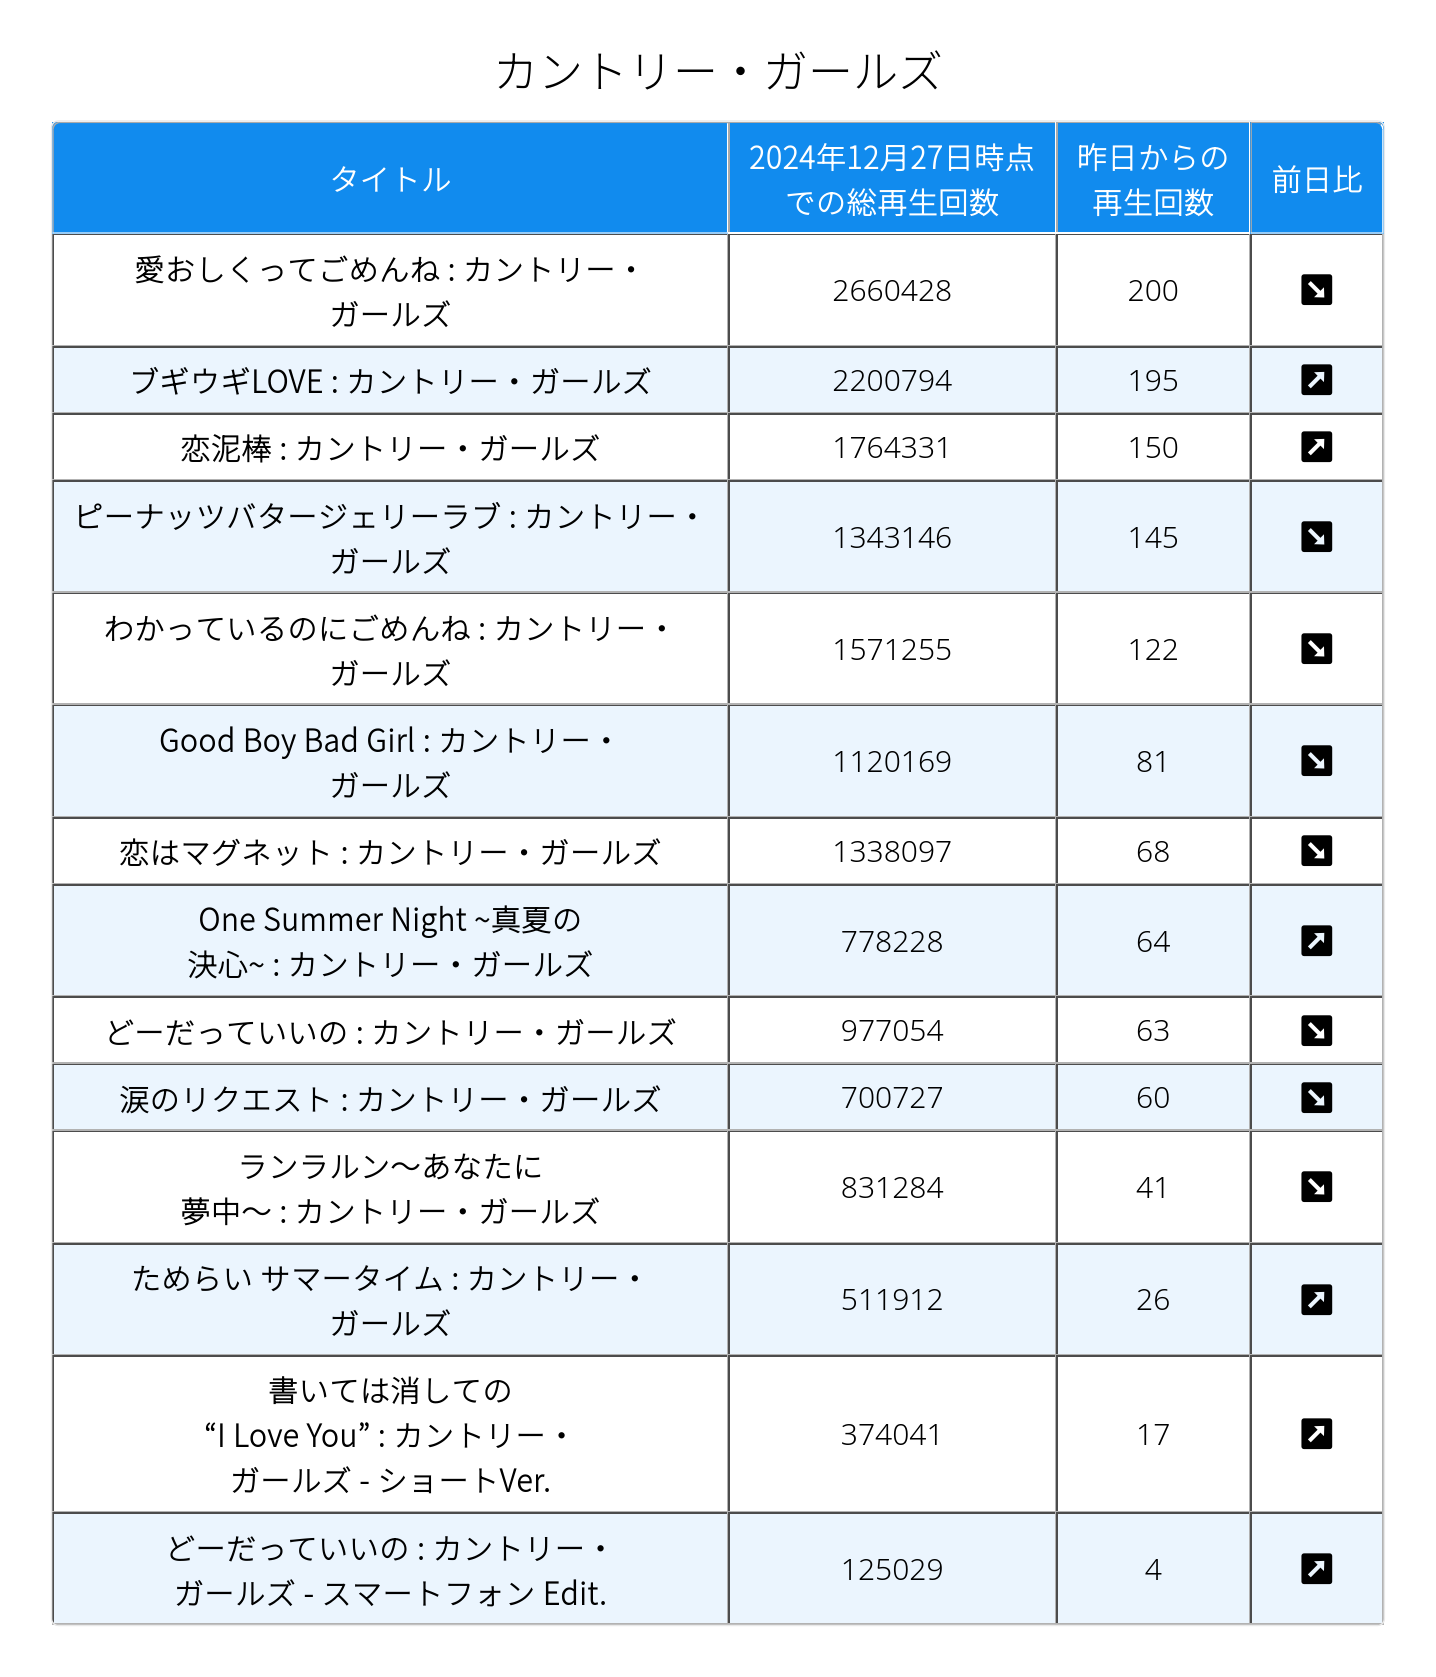 カントリー・ガールズ
タイトル
2024年12月27日時点
での総再生回数
昨日からの
再生回数
前日比
愛おしくってごめんね : カントリー・
ガールズ
2660428
200
ブギウギLOVE : カントリー・ガールズ
2200794
195
恋泥棒 : カントリー・ガールズ
1764331
150
ピーナッツバタージェリーラブ : カントリー・
ガールズ
1343146
145
わかっているのにごめんね : カントリー・
ガールズ
1571255
122
Good Boy Bad Girl : カントリー・
ガールズ
1120169
81
恋はマグネット : カントリー・ガールズ
1338097
68
One Summer Night ~真夏の
決心~ : カントリー・ガールズ
778228
64
どーだっていいの : カントリー・ガールズ
977054
63
涙のリクエスト : カントリー・ガールズ
700727
60
ランラルン～あなたに
夢中～ : カントリー・ガールズ
831284
41
ためらい サマータイム : カントリー・
ガールズ
511912
26
書いては消しての
“I Love You” : カントリー・
ガールズ - ショートVer.
374041
17
どーだっていいの : カントリー・
ガールズ - スマートフォン Edit.
125029
4